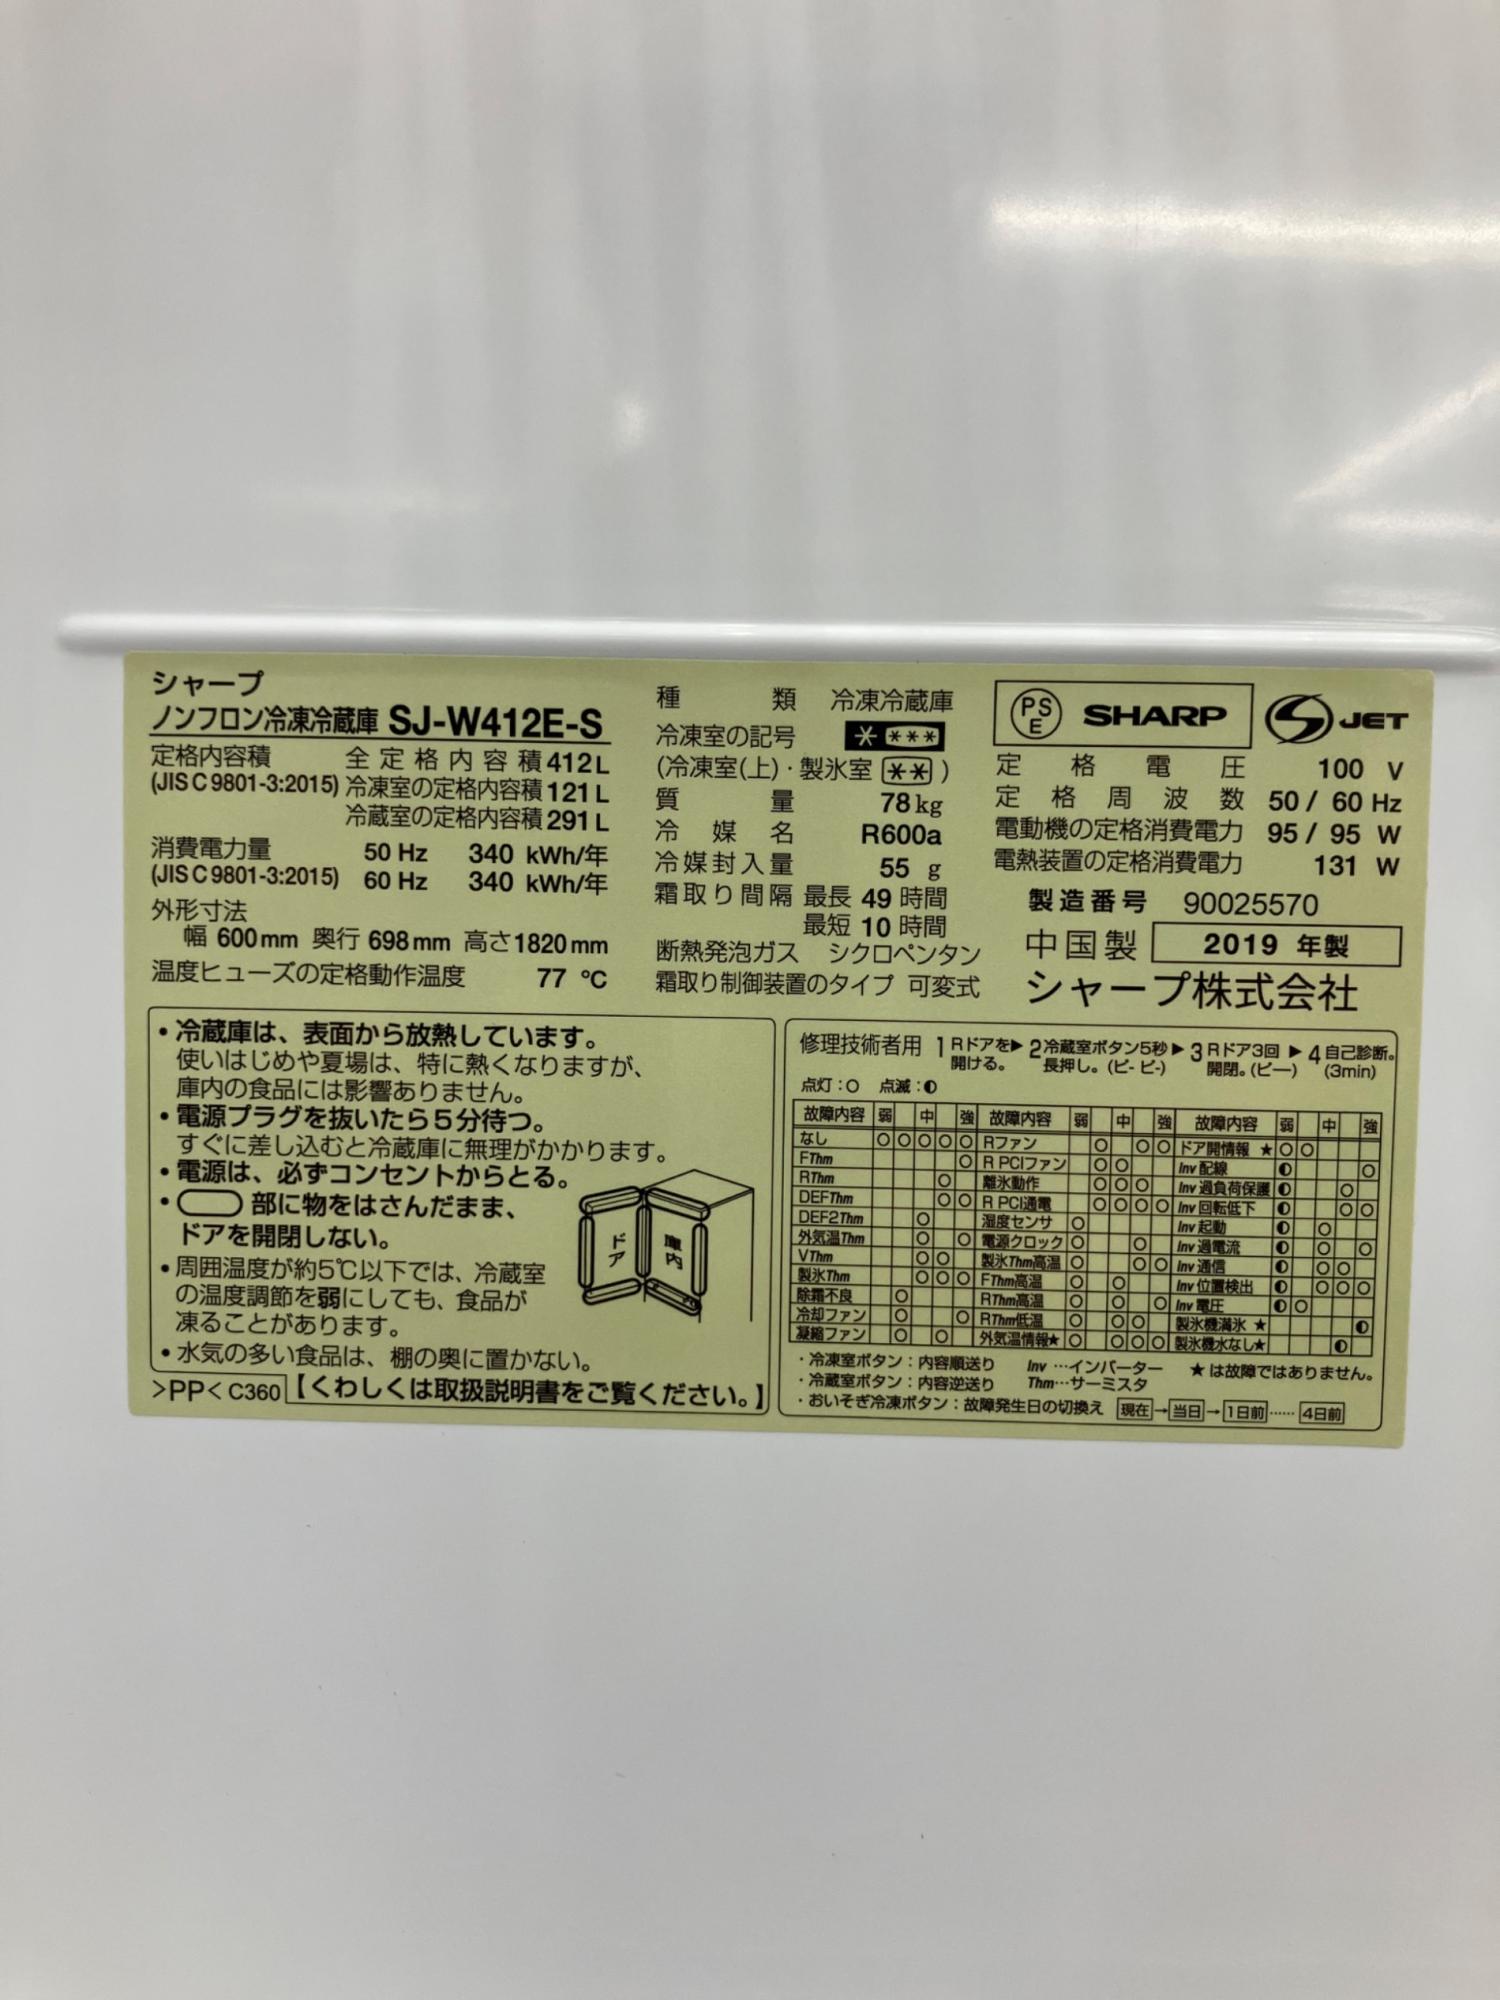 シャープ
ノンフロン冷凍冷蔵庫 SJ-W412E-S
定格内容積 全定格内容積 412L
(JIS C 9801-3:2015) 冷凍室の定格内容積 121L
冷蔵室の定格内容積 291L
消費電力量 50 Hz 340 kWh/年
(JIS C 9801-3:2015) 60 Hz 340 kWh/年
外形寸法
幅 600mm 奥行 698mm 高さ1820mm
温度ヒューズの定格動作温度 77 ℃
種類 冷凍冷蔵庫
冷凍室の記号 * ***
(冷凍室(上)・製氷室 ** )
質量 78kg
冷媒名 R600a
冷媒封入量 55 g
霜取り間隔 最長 49 時間
最短 10 時間
断熱発泡ガス シクロペンタン
霜取り制御装置のタイプ 可変式
PSE SHARP JET
定格電圧 100 V
定格周波数 50 / 60 Hz
電動機の定格消費電力 95 / 95 W
電熱装置の定格消費電力 131 W
製造番号 90025570
中国製 2019 年製
シャープ株式会社
・冷蔵庫は、表面から放熱しています。
使いはじめや夏場は、特に熱くなりますが、
庫内の食品には影響ありません。
・電源プラグを抜いたら5分待つ。
すぐに差し込むと冷蔵庫に無理がかかります。
・電源は、必ずコンセントからとる。
・ 部に物をはさんだまま、
ドアを開閉しない。
・周囲温度が約5℃以下では、冷蔵室
の温度調節を弱にしても、食品が
凍ることがあります。
・水気の多い食品は、棚の奥に置かない。
ドア 庫内
>PP< C360 【くわしくは取扱説明書をご覧ください。】
修理技術者用 1 Rドアを開ける。▶ 2 冷蔵室ボタン5秒長押し。(ピ- ピ-) ▶ 3 Rドア3回開閉。(ピー) ▶ 4 自己診断。(3min)
点灯:○ 点滅:◐
故障内容 弱 中 強 故障内容 弱 中 強 故障内容 弱 中 強
なし ○○○○○ Rファン ○ ○○ ドア開情報 ★ ○○
FThm ○ R PCIファン ○○ Inv 配線 ◐ ○
RThm ○ 離氷動作 ○○○ Inv 過負荷保護 ◐ ○
DEFThm ○○ R PCI通電 ○○○○ Inv 回転低下 ◐ ○○
DEF2Thm ○ 湿度センサ ○ Inv 起動 ◐ ○
外気温Thm ○ ○ 電源クロック ○ ○ Inv 過電流 ◐ ○ ○
VThm ○○ 製氷Thm高温 ○ ○○ Inv 通信 ◐ ○○
製氷Thm ○○○ FThm高温 ○ ○ Inv 位置検出 ◐ ○○○
除霜不良 ○ RThm高温 ○ ○ ○ Inv 電圧 ◐○
冷却ファン ○ ○ RThm低温 ○ ○○ 製氷機満氷 ★ ◐
凝縮ファン ○ ○ 外気温情報★ ○ ○○○ 製氷機水なし★ ◐
・冷凍室ボタン:内容順送り Inv …インバーター ★は故障ではありません。
・冷蔵室ボタン:内容逆送り Thm…サーミスタ
・おいそぎ冷凍ボタン:故障発生日の切換え 現在→当日→1日前……4日前